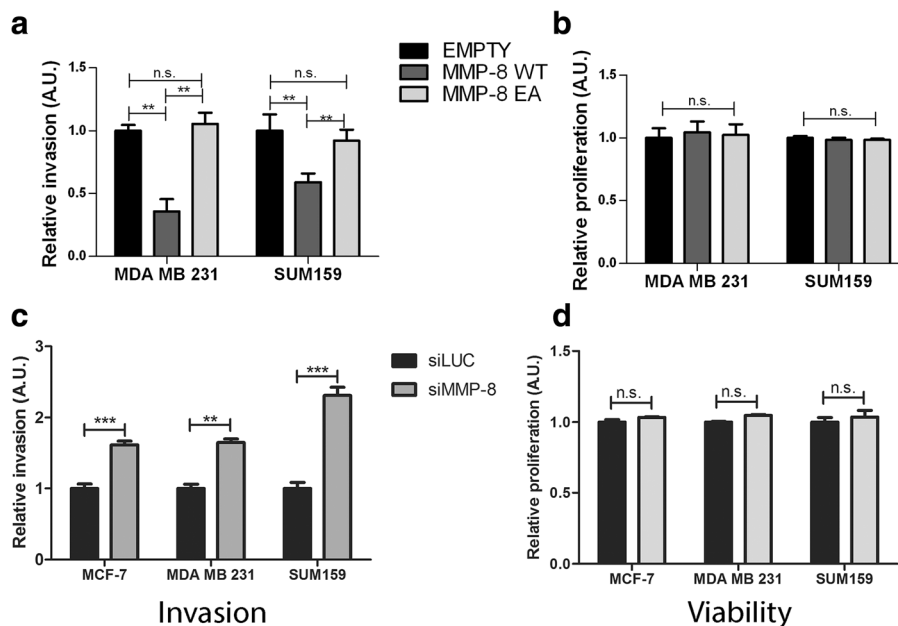 a
Relative invasion (A.U.)
1.5
1.0
0.5
0.0
n.s.
**
**
n.s.
**
**
MDA MB 231
SUM159
EMPTY
MMP-8 WT
MMP-8 EA
b
Relative proliferation (A.U.)
1.5
1.0
0.5
0.0
n.s.
n.s.
MDA MB 231
SUM159
c
Relative invasion (A.U.)
3
2
1
0
***
**
***
MCF-7
MDA MB 231
SUM159
Invasion
siLUC
siMMP-8
d
Relative proliferation (A.U.)
1.5
1.0
0.5
0.0
n.s.
n.s.
n.s.
MCF-7
MDA MB 231
SUM159
Viability